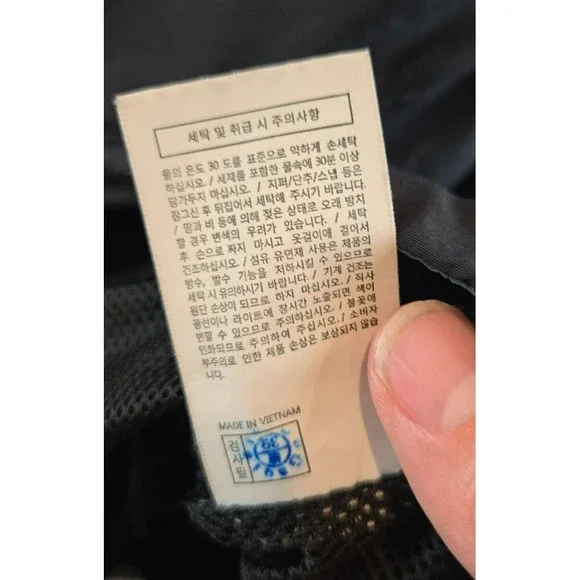 세탁 및 취급 시 주의사항
물의 온도 30 도를 표준으로 약하게 손세탁
하십시오. / 세제를 포함한 물속에 30분 이상
담가두지 마십시오. / 지퍼/단추/스냅 등은
잠그신 후 뒤집어서 세탁해 주시기 바랍니다.
/ 땀과 비 등에 의해 젖은 상태로 오래 방치
할 경우 변색의 우려가 있습니다. / 세탁
후 손으로 짜지 마시고 옷걸이에 걸어서
건조하십시오. / 섬유 유연제 사용은 제품의
방수, 발수 기능을 저하시킬 수 있으므로
세탁 시 유의하시기 바랍니다. / 기계 건조는
원단 손상이 되므로 하지 마십시오. / 직사
광선이나 라이트에 장시간 노출되면 색이
변할 수 있으므로 주의하십시오. / 불꽃에
인화되므로 주의하여 주십시오. / 소비자
부주의로 인한 제품 손상은 보상되지 않습
니다.
MADE IN VIETNAM
검사필
39